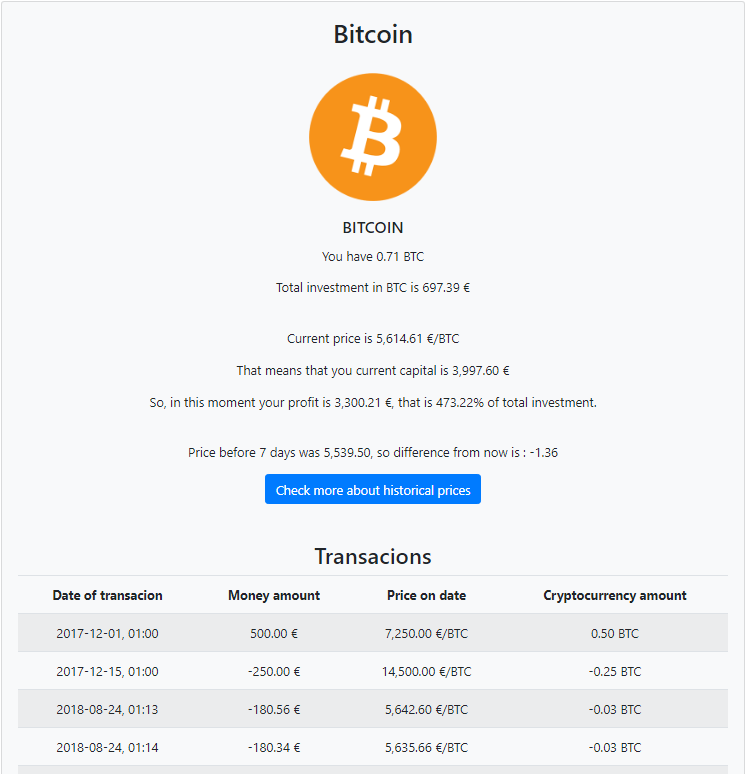 Bitcoin
BITCOIN
You have 0.71 BTC
Total investment in BTC is 697.39 €
Current price is 5,614.61 €/BTC
That means that you current capital is 3,997.60 €
So, in this moment your profit is 3,300.21 €, that is 473.22% of total investment.
Price before 7 days was 5,539.50, so difference from now is : -1.36
Check more about historical prices
Transacions
Date of transacion Money amount Price on date Cryptocurrency amount
2017-12-01, 01:00 500.00 € 7,250.00 €/BTC 0.50 BTC
2017-12-15, 01:00 -250.00 € 14,500.00 €/BTC -0.25 BTC
2018-08-24, 01:13 -180.56 € 5,642.60 €/BTC -0.03 BTC
2018-08-24, 01:14 -180.34 € 5,635.66 €/BTC -0.03 BTC